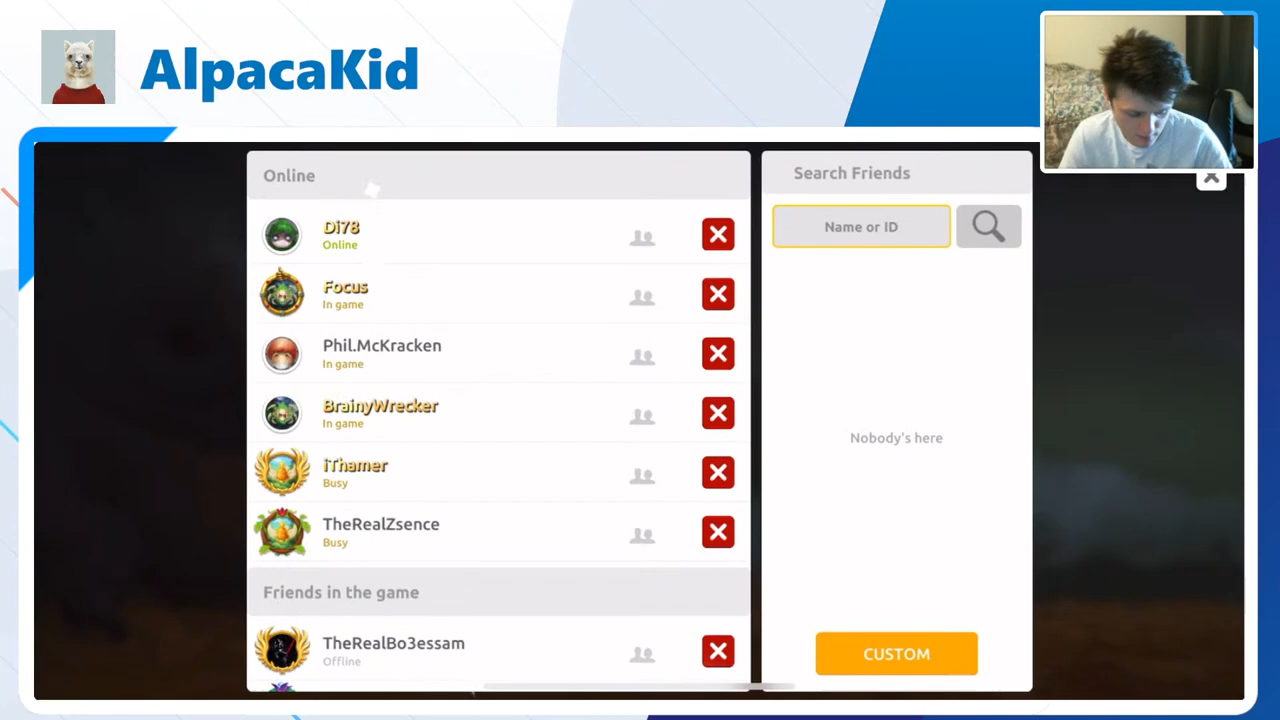 AlpacaKid
Online
Di78
Online
Focus
In game
Phil.McKracken
In game
BrainyWrecker
In game
iThamer
Busy
TheRealZsence
Busy
Friends in the game
TheRealBo3essam
Offline
Search Friends
Name or ID
Nobody's here
CUSTOM